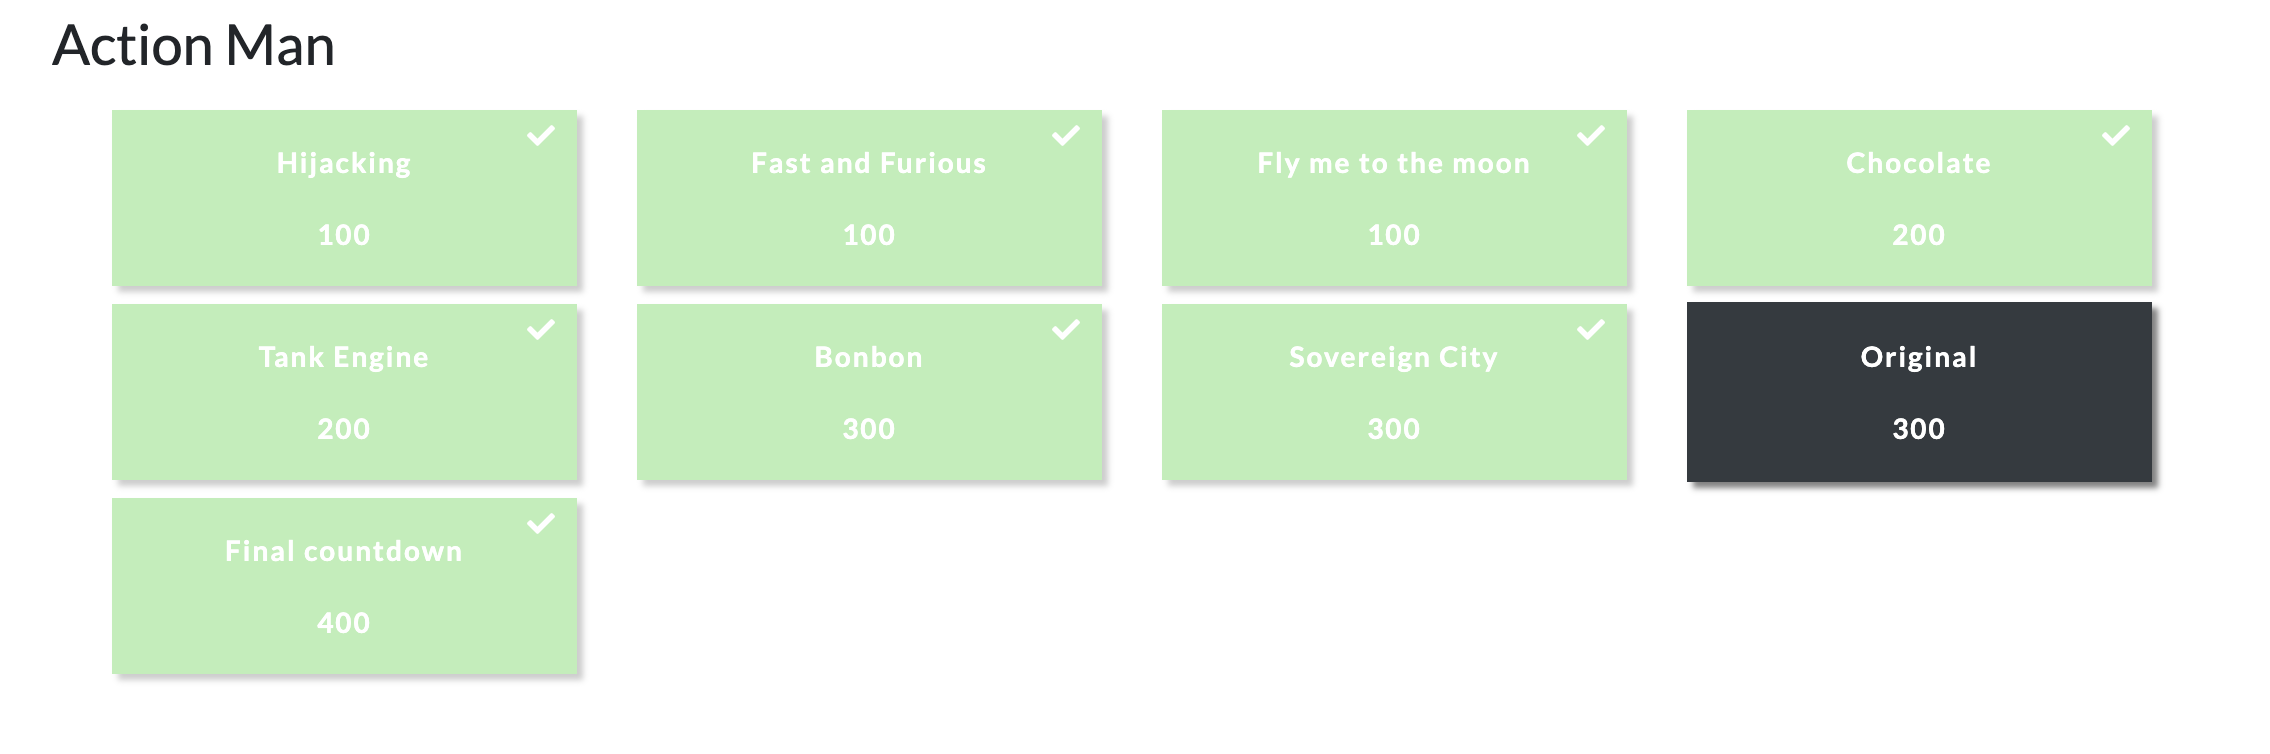 Action Man
Hijacking
100
Fast and Furious
100
Fly me to the moon
100
Chocolate
200
Tank Engine
200
Bonbon
300
Sovereign City
300
Original
300
Final countdown
400